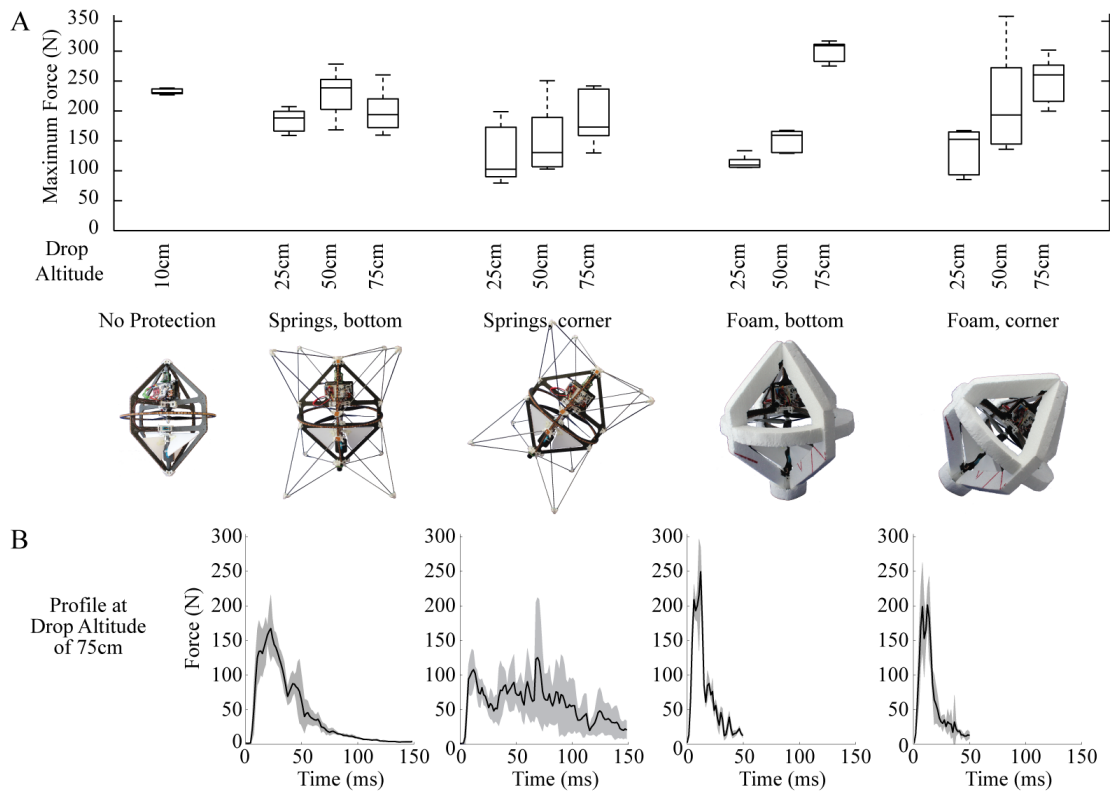 A
Maximum Force (N)
350
300
250
200
150
100
50
0
Drop
Altitude
10cm
25cm
50cm
75cm
25cm
50cm
75cm
25cm
50cm
75cm
25cm
50cm
75cm
No Protection
Springs, bottom
Springs, corner
Foam, bottom
Foam, corner
B
Profile at
Drop Altitude
of 75cm
Force (N)
300
250
200
150
100
50
0
0
50
100
150
Time (ms)
300
250
200
150
100
50
0
0
50
100
150
Time (ms)
300
250
200
150
100
50
0
0
50
100
150
Time (ms)
300
250
200
150
100
50
0
0
50
100
150
Time (ms)